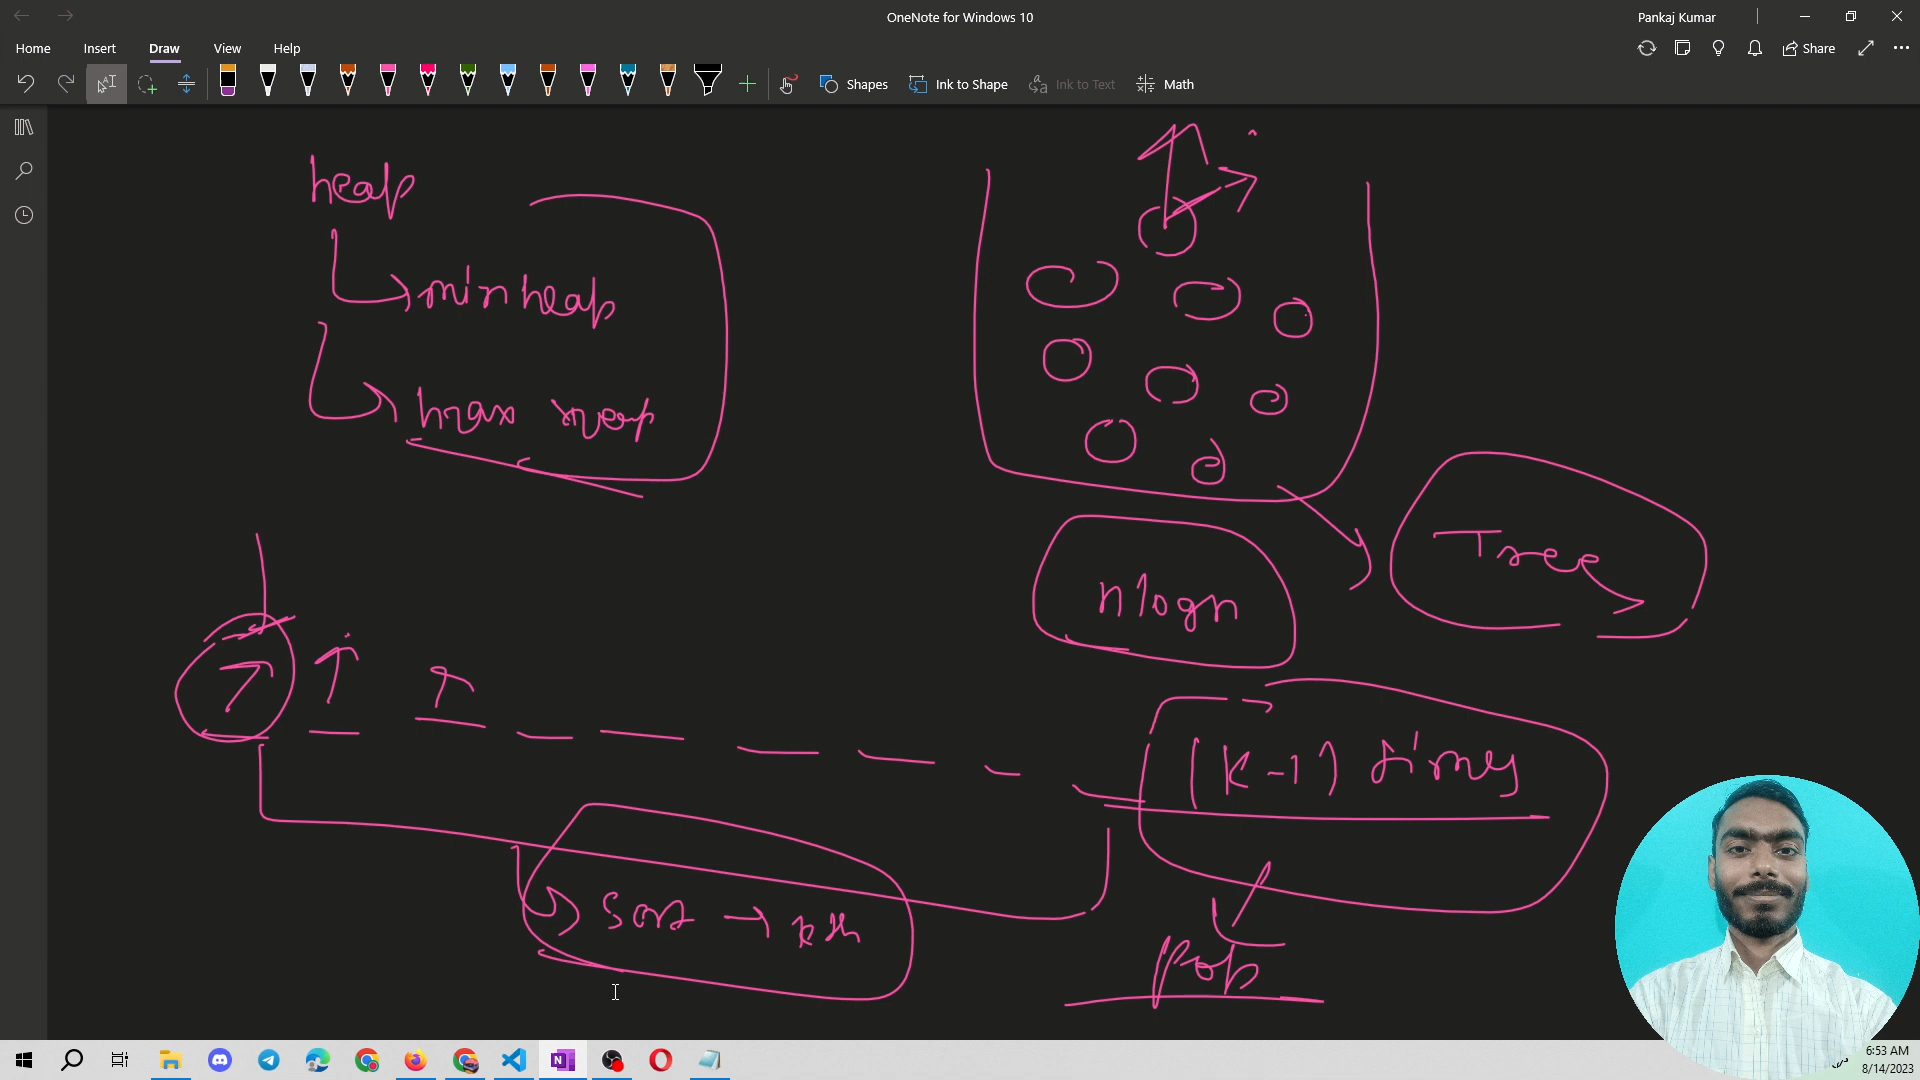 OneNote for Windows 10
Pankaj Kumar
Home Insert Draw View Help
Share
Shapes
Ink to Shape
Ink to Text
Math
heap
min heap
max heap
Tree
nlogn
(K-1) times
Sort → kth
Pop
6:53 AM
8/14/2023